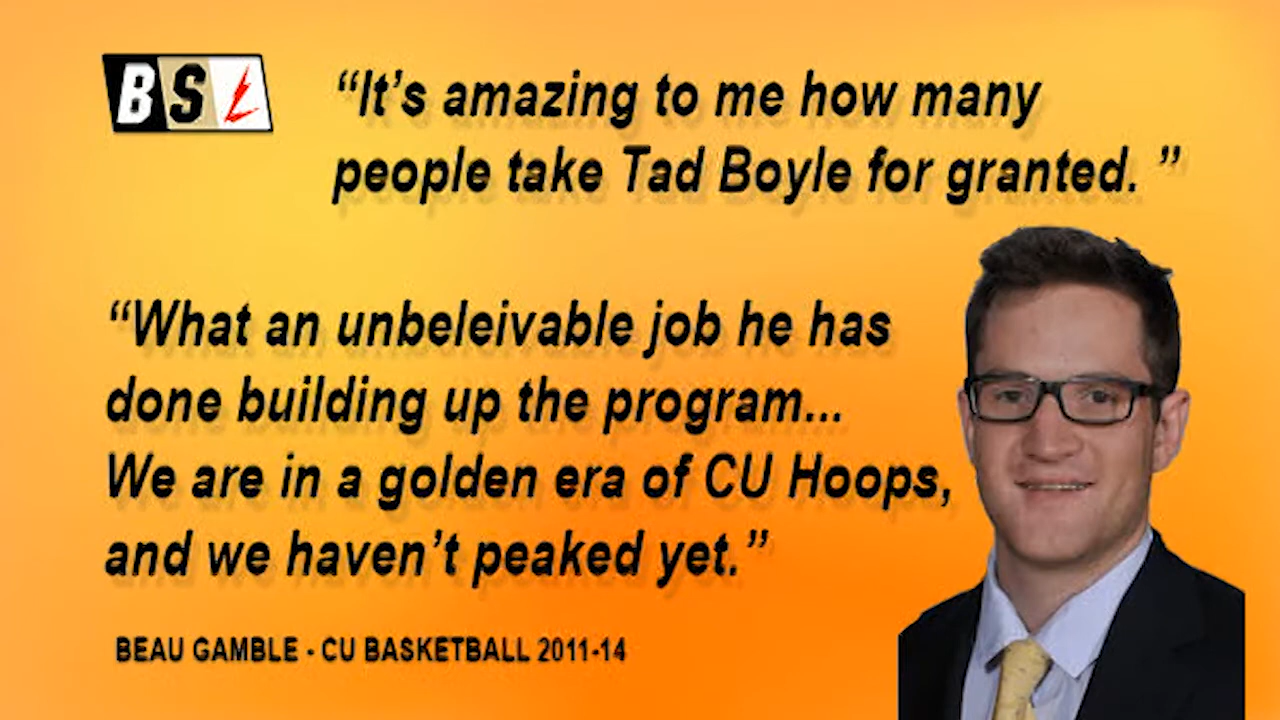 BSL
“It’s amazing to me how many
people take Tad Boyle for granted. ”
“What an unbeleivable job he has
done building up the program...
We are in a golden era of CU Hoops,
and we haven’t peaked yet.”
BEAU GAMBLE - CU BASKETBALL 2011-14